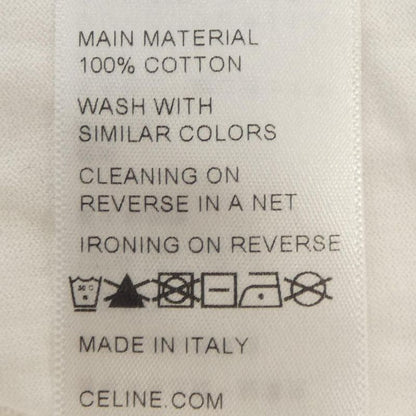 MAIN MATERIAL
100% COTTON
WASH WITH
SIMILAR COLORS
CLEANING ON
REVERSE IN A NET
IRONING ON REVERSE
MADE IN ITALY
CELINE.COM